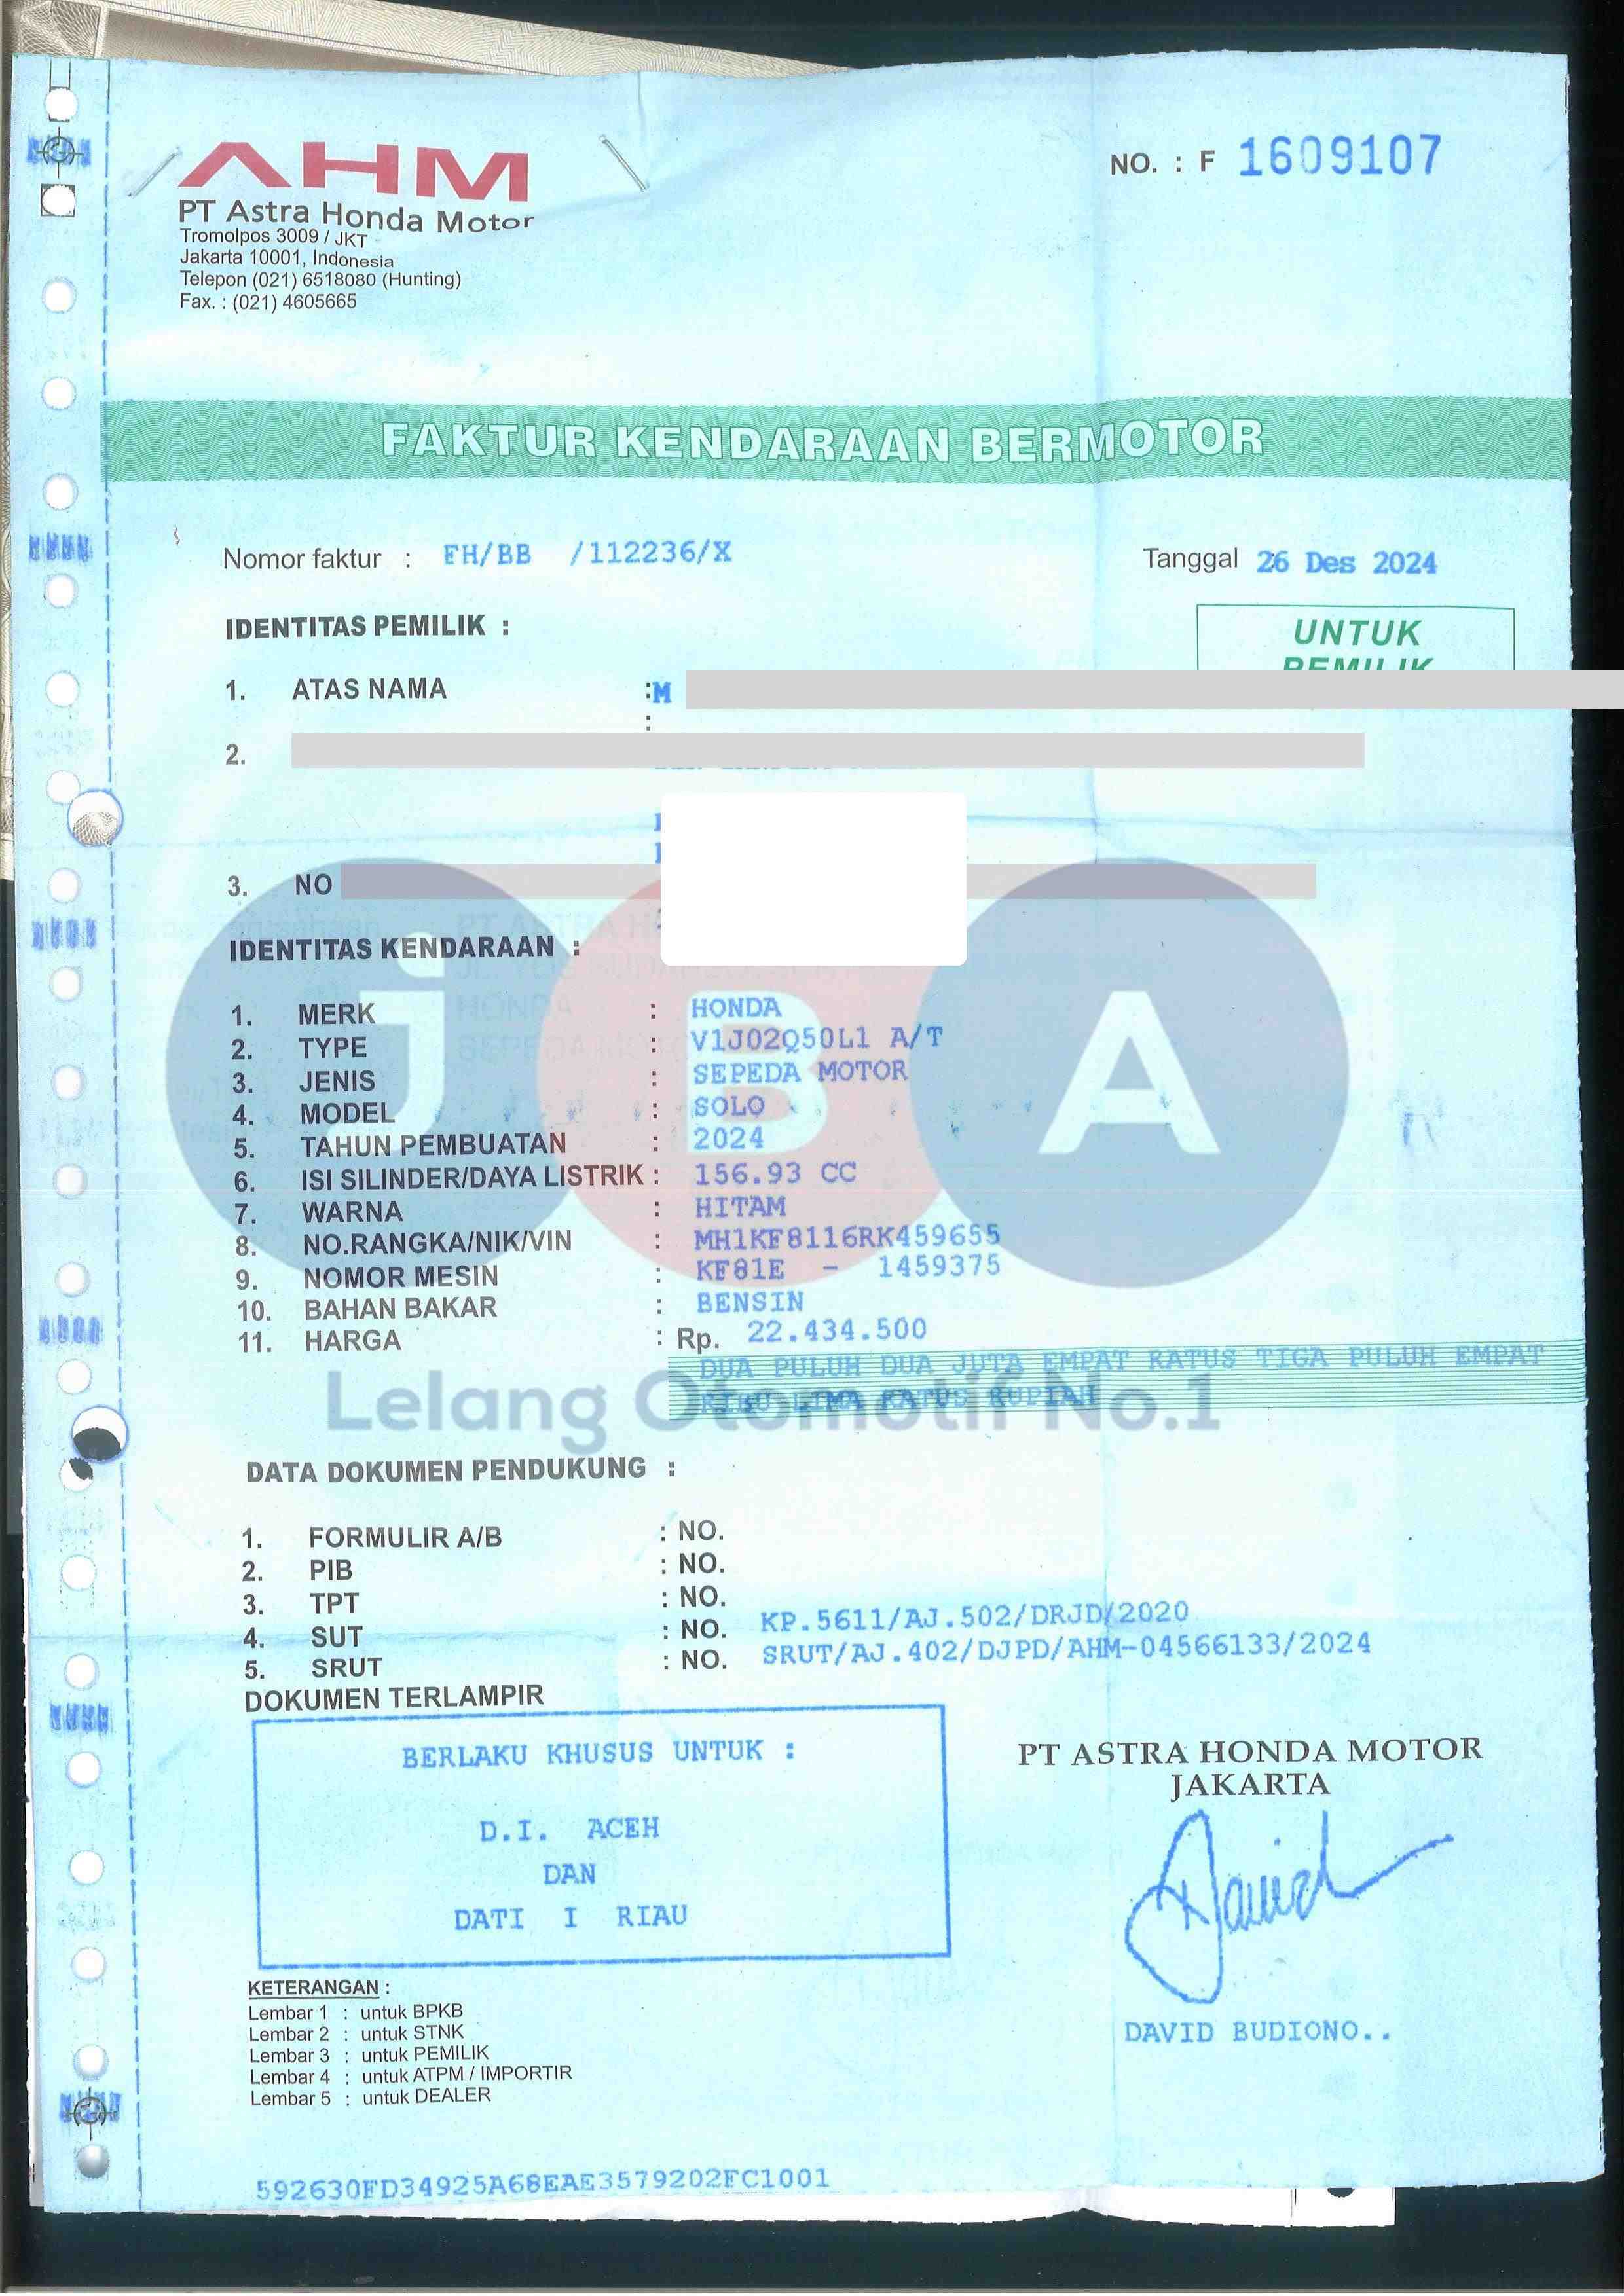 AHM
NO. : F 1609107
PT Astra Honda Motor
Tromolpos 3009 / JKT
Jakarta 10001, Indonesia
Telepon (021) 6518080 (Hunting)
Fax. : (021) 4605665
FAKTUR KENDARAAN BERMOTOR
Nomor faktur : FH/BB /112236/X
Tanggal 26 Des 2024
IDENTITAS PEMILIK :
UNTUK
PEMILIK
1. ATAS NAMA : M
:
2.
3. NO
IDENTITAS KENDARAAN :
1. MERK : HONDA
2. TYPE : V1J02Q50L1 A/T
3. JENIS : SEPEDA MOTOR
4. MODEL : SOLO
5. TAHUN PEMBUATAN : 2024
6. ISI SILINDER/DAYA LISTRIK : 156.93 CC
7. WARNA : HITAM
8. NO.RANGKA/NIK/VIN : MH1KF8116RK459655
9. NOMOR MESIN : KF81E - 1459375
10. BAHAN BAKAR : BENSIN
11. HARGA : Rp. 22.434.500
DUA PULUH DUA JUTA EMPAT RATUS TIGA PULUH EMPAT
RIBU LIMA RATUS RUPIAH
JBA
Lelang Otomotif No.1
DATA DOKUMEN PENDUKUNG :
1. FORMULIR A/B : NO.
2. PIB : NO.
3. TPT : NO.
4. SUT : NO. KP.5611/AJ.502/DRJD/2020
5. SRUT : NO. SRUT/AJ.402/DJPD/AHM-04566133/2024
DOKUMEN TERLAMPIR
BERLAKU KHUSUS UNTUK :
D.I. ACEH
DAN
DATI I RIAU
PT ASTRA HONDA MOTOR
JAKARTA
David
DAVID BUDIONO..
KETERANGAN :
Lembar 1 : untuk BPKB
Lembar 2 : untuk STNK
Lembar 3 : untuk PEMILIK
Lembar 4 : untuk ATPM / IMPORTIR
Lembar 5 : untuk DEALER
592630FD34925A68EAE3579202FC1001